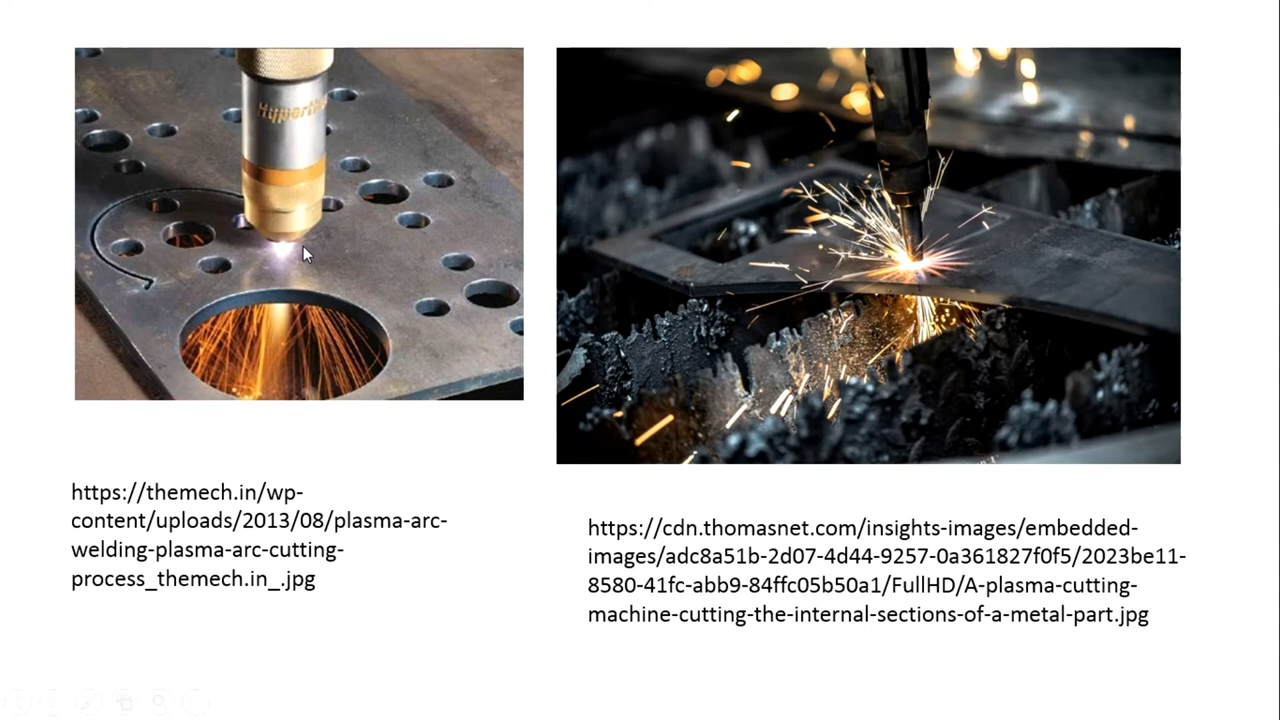 https://themech.in/wp-
content/uploads/2013/08/plasma-arc-
welding-plasma-arc-cutting-
process_themech.in_.jpg
https://cdn.thomasnet.com/insights-images/embedded-
images/adc8a51b-2d07-4d44-9257-0a361827f0f5/2023be11-
8580-41fc-abb9-84ffc05b50a1/FullHD/A-plasma-cutting-
machine-cutting-the-internal-sections-of-a-metal-part.jpg